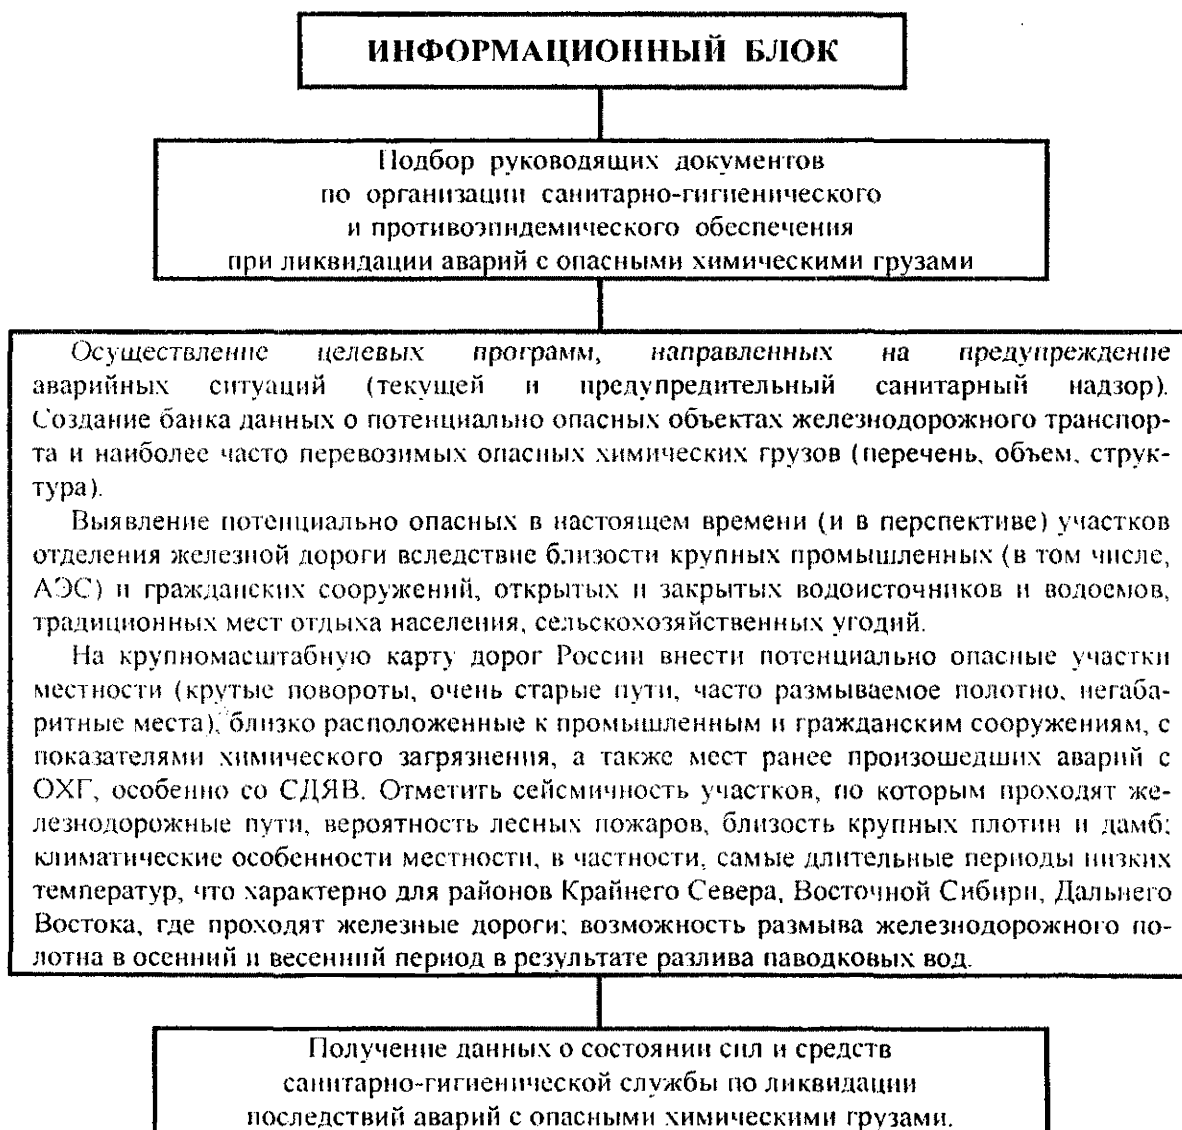 ИНФОРМАЦИОННЫЙ БЛОК
Подбор руководящих документов
по организации санитарно-гигиенического
и противоэпидемического обеспечения
при ликвидации аварий с опасными химическими грузами
Осуществление целевых программ, направленных на предупреждение
аварийных ситуаций (текущей и предупредительный санитарный надзор).
Создание банка данных о потенциально опасных объектах железнодорожного транспор-
та и наиболее часто перевозимых опасных химических грузов (перечень, объем, струк-
тура).
Выявление потенциально опасных в настоящем времени (и в перспективе) участков
отделения железной дороги вследствие близости крупных промышленных (в том числе,
АЭС) и гражданских сооружений, открытых и закрытых водоисточников и водоемов,
традиционных мест отдыха населения, сельскохозяйственных угодий.
На крупномасштабную карту дорог России внести потенциально опасные участки
местности (крутые повороты, очень старые пути, часто размываемое полотно, негаба-
ритные места), близко расположенные к промышленным и гражданским сооружениям, с
показателями химического загрязнения, а также мест ранее произошедших аварий с
ОХГ, особенно со СДЯВ. Отметить сейсмичность участков, по которым проходят же-
лезнодорожные пути, вероятность лесных пожаров, близость крупных плотин и дамб;
климатические особенности местности, в частности, самые длительные периоды низких
температур, что характерно для районов Крайнего Севера, Восточной Сибири, Дальнего
Востока, где проходят железные дороги; возможность размыва железнодорожного по-
лотна в осенний и весенний период в результате разлива паводковых вод.
Получение данных о состоянии сил и средств
санитарно-гигиенической службы по ликвидации
последствий аварий с опасными химическими грузами.